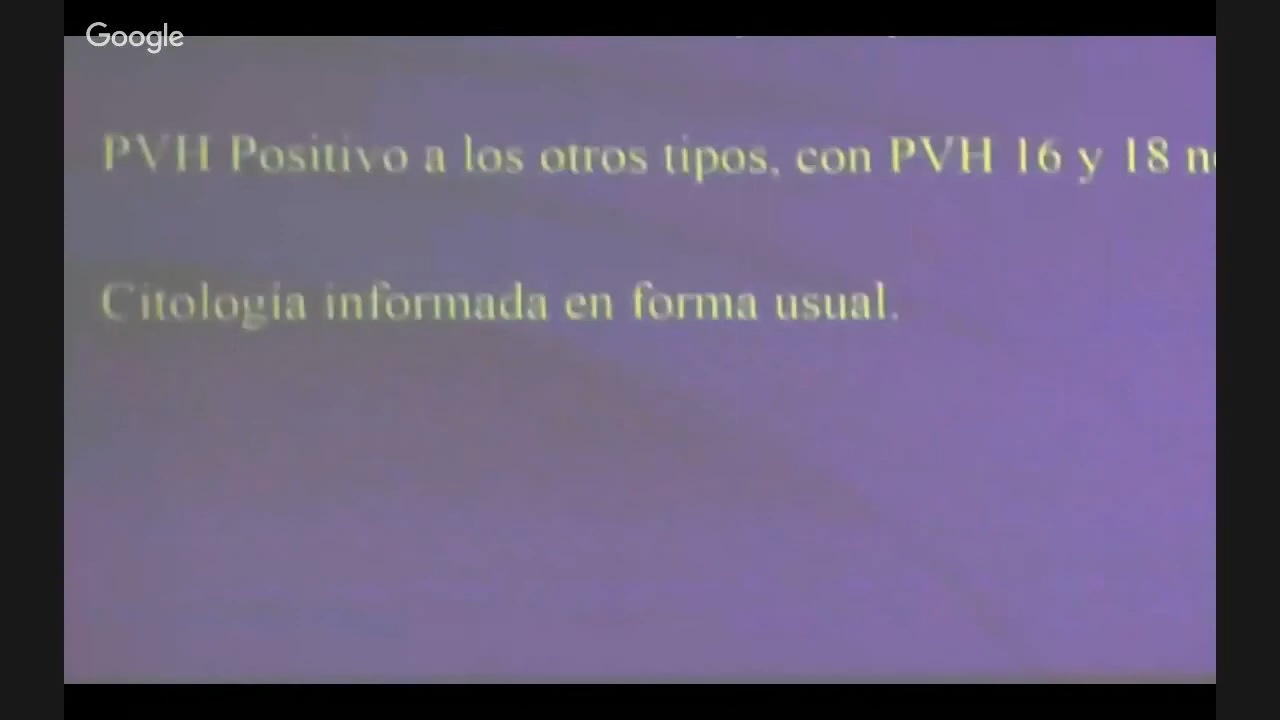 Google
PVH Positivo a los otros tipos, con PVH 16 y 18
Citología informada en forma usual.